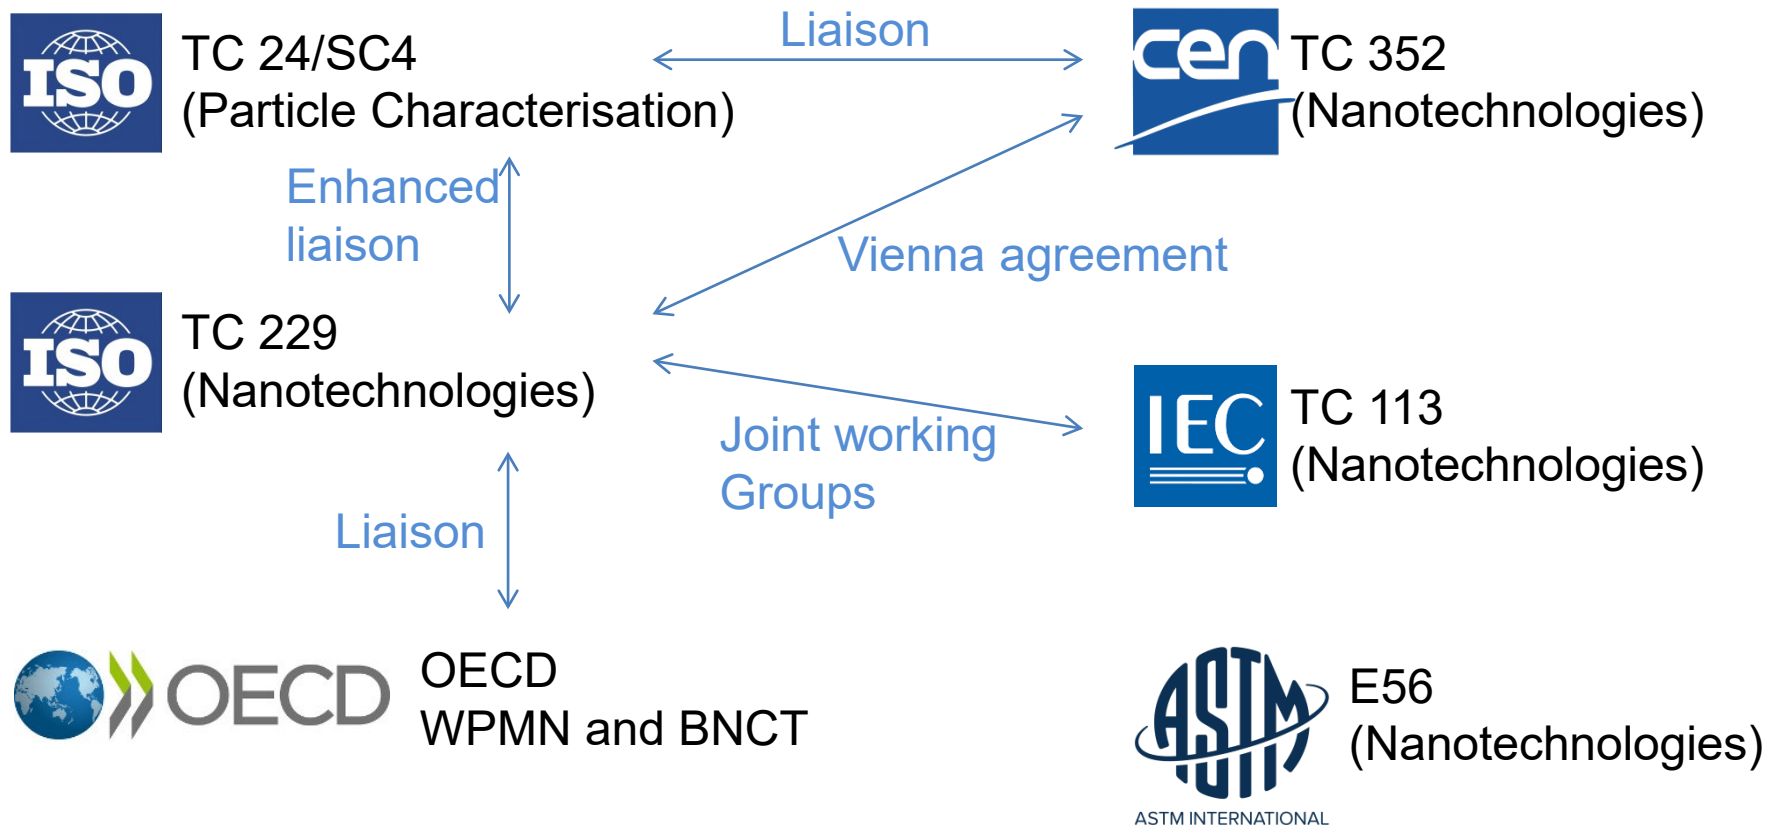 ISO
TC 24/SC4
(Particle Characterisation)
Liaison
cen
TC 352
(Nanotechnologies)
Enhanced
liaison
Vienna agreement
ISO
TC 229
(Nanotechnologies)
Joint working
Groups
IEC
TC 113
(Nanotechnologies)
Liaison
OECD
OECD
WPMN and BNCT
ASTM
ASTM INTERNATIONAL
E56
(Nanotechnologies)